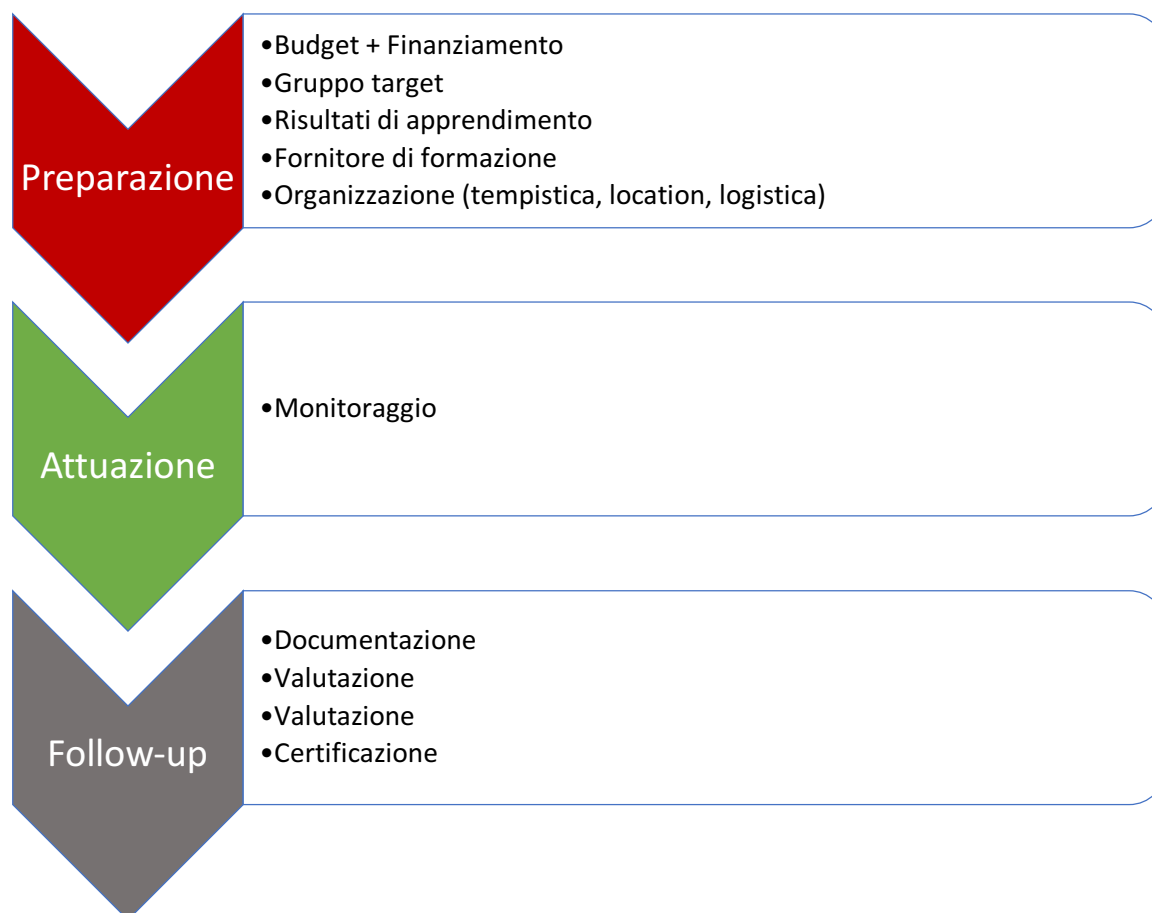 Preparazione
•Budget + Finanziamento
•Gruppo target
•Risultati di apprendimento
•Fornitore di formazione
•Organizzazione (tempistica, location, logistica)
Attuazione
•Monitoraggio
Follow-up
•Documentazione
•Valutazione
•Valutazione
•Certificazione